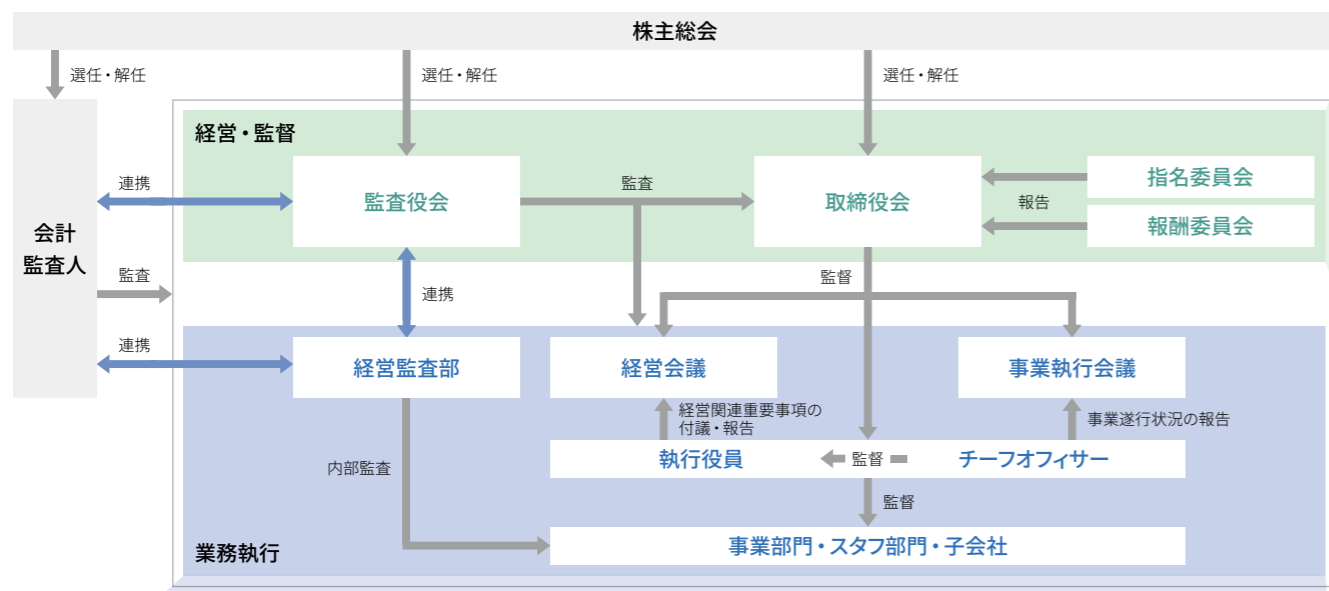 株主総会
選任・解任
選任・解任
選任・解任
経営・監督
連携
監査役会
監査
取締役会
指名委員会
報告
報酬委員会
会計
監査人
監査
連携
監督
連携
経営監査部
経営会議
事業執行会議
経営関連重要事項の
付議・報告
事業遂行状況の報告
内部監査
執行役員
監督
チーフオフィサー
監督
業務執行
事業部門・スタフ部門・子会社